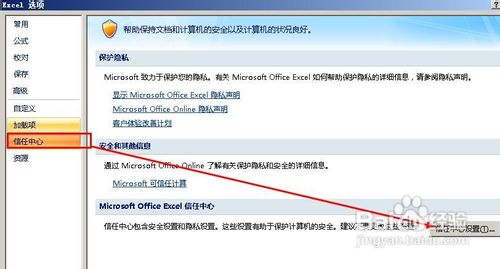 Excel 选项
常用
公式
校对
保存
高级
自定义
加载项
信任中心
资源
帮助保持文档和计算机的安全以及计算机的状况良好。
保护隐私
Microsoft 致力于保护您的隐私。有关 Microsoft Office Excel 如何帮助保护隐私的详细信息，请参阅隐私声明。
显示 Microsoft Office Excel 隐私声明
Microsoft Office Online 隐私声明
客户体验改善计划
安全和其他信息
通过 Microsoft Office Online 了解有关保护隐私和安全的详细信息。
Microsoft 可信任计算
Microsoft Office Excel 信任中心
信任中心包含安全设置和隐私设置。这些设置有助于保护计算机的安全。建议
信任中心设置(T)...
Baidu 经验
jingyan.baidu.com